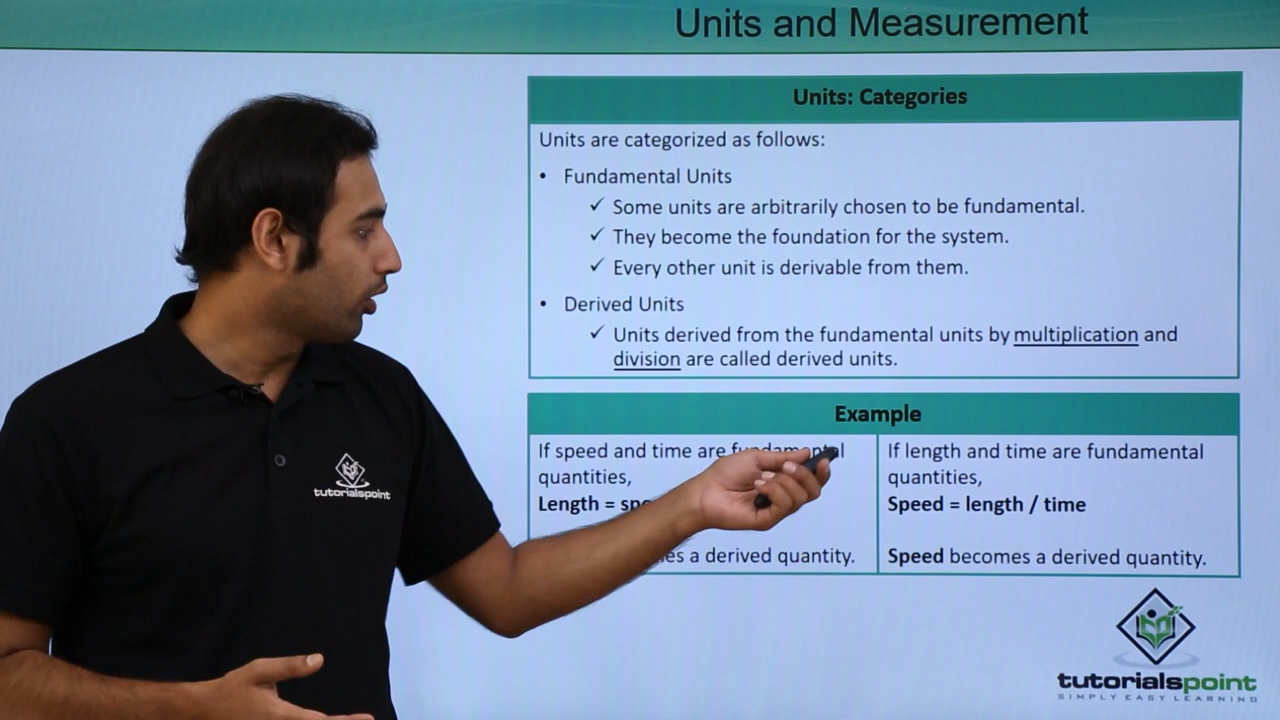 Units and Measurement
Units: Categories
Units are categorized as follows:
• Fundamental Units
✓ Some units are arbitrarily chosen to be fundamental.
✓ They become the foundation for the system.
✓ Every other unit is derivable from them.
• Derived Units
✓ Units derived from the fundamental units by multiplication and
division are called derived units.
Example
If speed and time are fundamental
quantities,
Length =
a derived quantity.
If length and time are fundamental
quantities,
Speed = length / time
Speed becomes a derived quantity.
tutorialspoint
tutorialspoint
SIMPLY EASY LEARNING